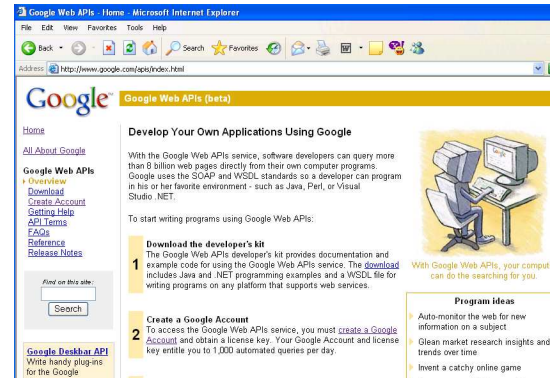 Google Web APIs - Home - Microsoft Internet Explorer
File Edit View Favorites Tools Help
Back Search Favorites
Address http://www.google.com/apis/index.html
Google™ Google Web APIs (beta)
Home
All About Google
Google Web APIs
Overview
Download
Create Account
Getting Help
API Terms
FAQs
Reference
Release Notes
Find on this site:
Search
Google Deskbar API
Write handy plug-ins
for the Google
Develop Your Own Applications Using Google
With the Google Web APIs service, software developers can query more
than 8 billion web pages directly from their own computer programs.
Google uses the SOAP and WSDL standards so a developer can program
in his or her favorite environment - such as Java, Perl, or Visual
Studio .NET.
To start writing programs using Google Web APIs:
1
Download the developer's kit
The Google Web APIs developer's kit provides documentation and
example code for using the Google Web APIs service. The download
includes Java and .NET programming examples and a WSDL file for
writing programs on any platform that supports web services.
2
Create a Google Account
To access the Google Web APIs service, you must create a Google
Account and obtain a license key. Your Google Account and license
key entitle you to 1,000 automated queries per day.
With Google Web APIs, your comput
can do the searching for you.
Program ideas
Auto-monitor the web for new
information on a subject
Glean market research insights and
trends over time
Invent a catchy online game